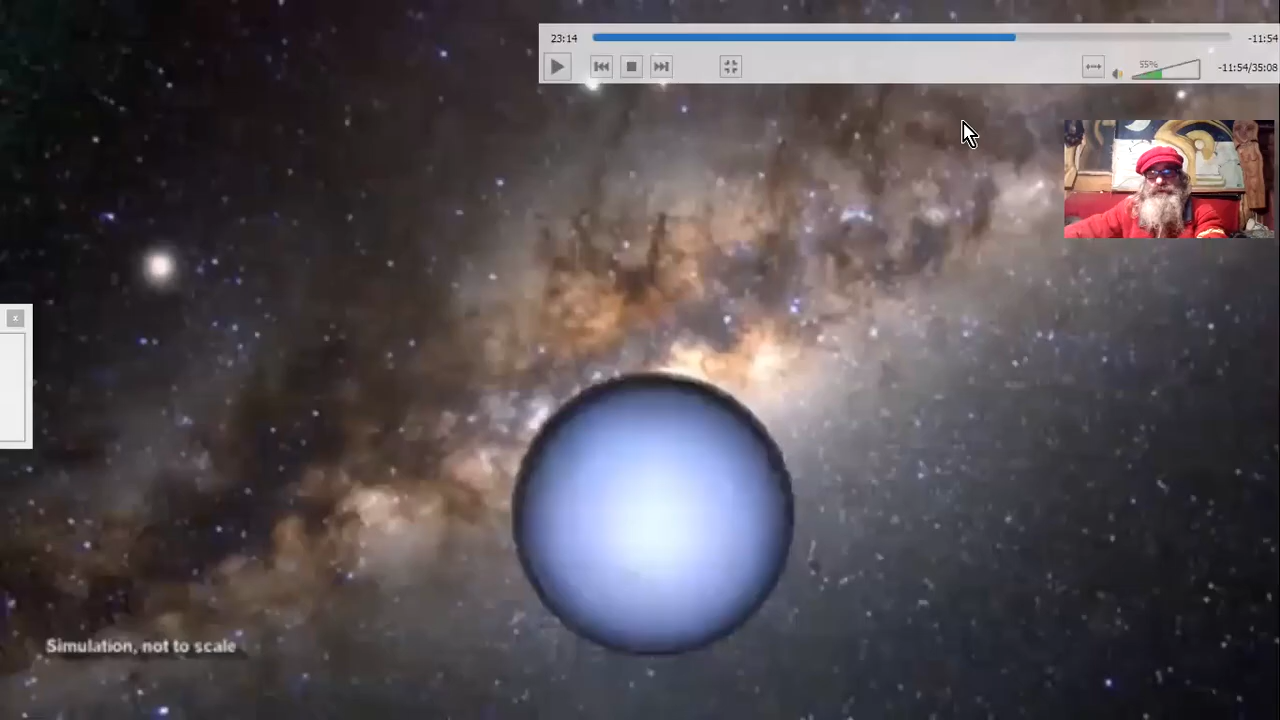 23:14
-11:54
55%
-11:54/35:08
x
Simulation, not to scale